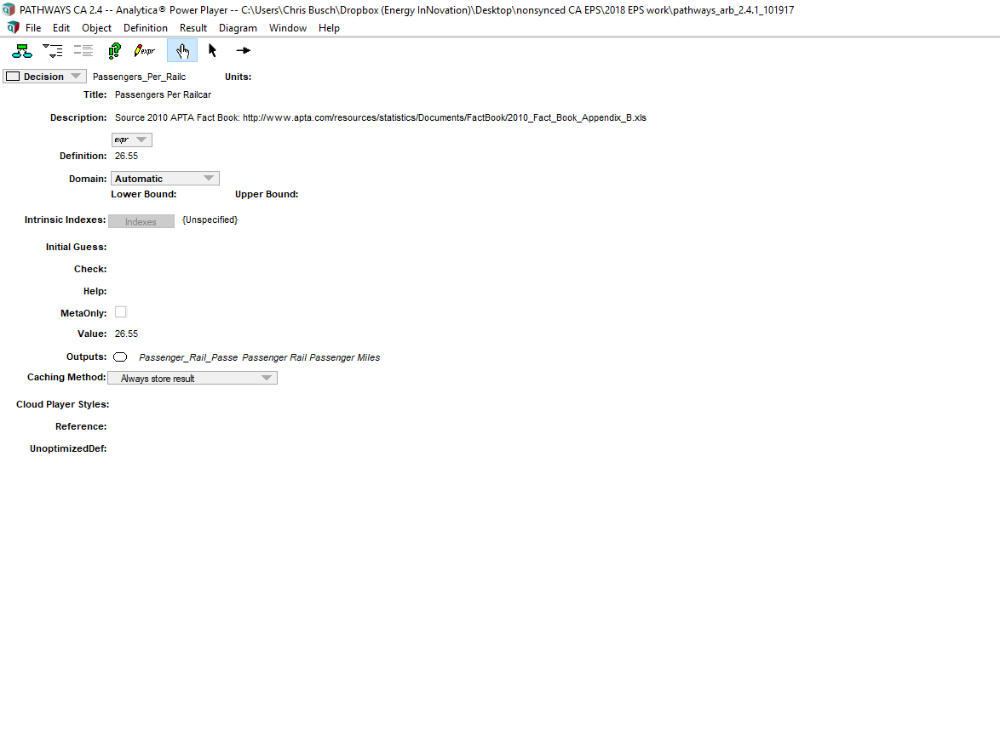 PATHWAYS CA 2.4 -- Analytica® Power Player -- C:\Users\Chris Busch\Dropbox (Energy InNovation)\Desktop\nonsynced CA EPS\2018 EPS work\pathways_arb_2.4.1_101917
File Edit Object Definition Result Diagram Window Help
expr
Decision Passengers_Per_Railc Units:
Title: Passengers Per Railcar
Description: Source 2010 APTA Fact Book: http://www.apta.com/resources/statistics/Documents/FactBook/2010_Fact_Book_Appendix_B.xls
expr
Definition: 26.55
Domain: Automatic
Lower Bound: Upper Bound:
Intrinsic Indexes: Indexes {Unspecified}
Initial Guess:
Check:
Help:
MetaOnly:
Value: 26.55
Outputs: Passenger_Rail_Passe Passenger Rail Passenger Miles
Caching Method: Always store result
Cloud Player Styles:
Reference:
UnoptimizedDef: